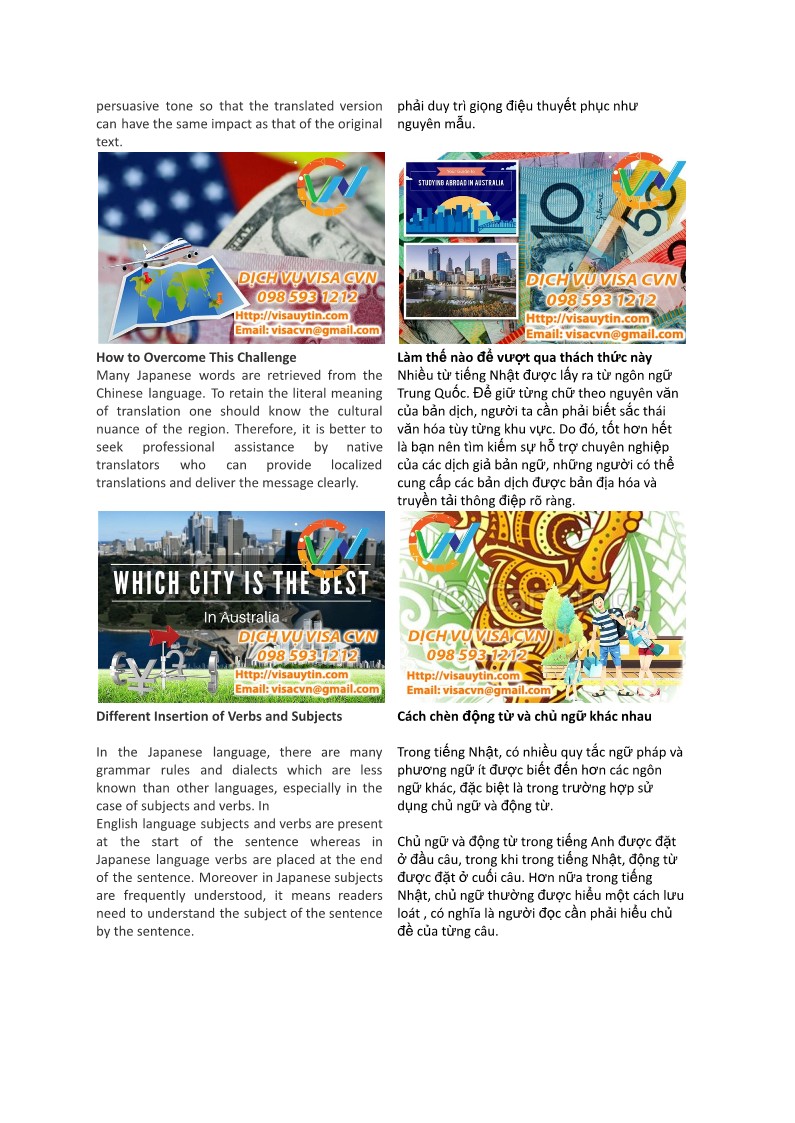 persuasive tone so that the translated version
can have the same impact as that of the original
text.
phải duy trì giọng điệu thuyết phục như
nguyên mẫu.
CVN
DỊCH VỤ VISA CVN
098 593 1212
Http://visauytin.com
Email: visacvn@gmail.com
Your Guide to
STUDYING ABROAD IN AUSTRALIA
10
50
CVN
DỊCH VỤ VISA CVN
098 593 1212
Http://visauytin.com
Email: visacvn@gmail.com
How to Overcome This Challenge
Many Japanese words are retrieved from the
Chinese language. To retain the literal meaning
of translation one should know the cultural
nuance of the region. Therefore, it is better to
seek professional assistance by native
translators who can provide localized
translations and deliver the message clearly.
Làm thế nào để vượt qua thách thức này
Nhiều từ tiếng Nhật được lấy ra từ ngôn ngữ
Trung Quốc. Để giữ từng chữ theo nguyên văn
của bản dịch, người ta cần phải biết sắc thái
văn hóa tùy từng khu vực. Do đó, tốt hơn hết
là bạn nên tìm kiếm sự hỗ trợ chuyên nghiệp
của các dịch giả bản ngữ, những người có thể
cung cấp các bản dịch được bản địa hóa và
truyền tải thông điệp rõ ràng.
CVN
WHICH CITY IS THE BEST
In Australia
DỊCH VỤ VISA CVN
098 593 1212
Http://visauytin.com
Email: visacvn@gmail.com
CVN
DỊCH VỤ VISA CVN
098 593 1212
Http://visauytin.com
Email: visacvn@gmail.com
Different Insertion of Verbs and Subjects
In the Japanese language, there are many
grammar rules and dialects which are less
known than other languages, especially in the
case of subjects and verbs. In
English language subjects and verbs are present
at the start of the sentence whereas in
Japanese language verbs are placed at the end
of the sentence. Moreover in Japanese subjects
are frequently understood, it means readers
need to understand the subject of the sentence
by the sentence.
Cách chèn động từ và chủ ngữ khác nhau
Trong tiếng Nhật, có nhiều quy tắc ngữ pháp và
phương ngữ ít được biết đến hơn các ngôn
ngữ khác, đặc biệt là trong trường hợp sử
dụng chủ ngữ và động từ.
Chủ ngữ và động từ trong tiếng Anh được đặt
ở đầu câu, trong khi trong tiếng Nhật, động từ
được đặt ở cuối câu. Hơn nữa trong tiếng
Nhật, chủ ngữ thường được hiểu một cách lưu
loát , có nghĩa là người đọc cần phải hiểu chủ
đề của từng câu.